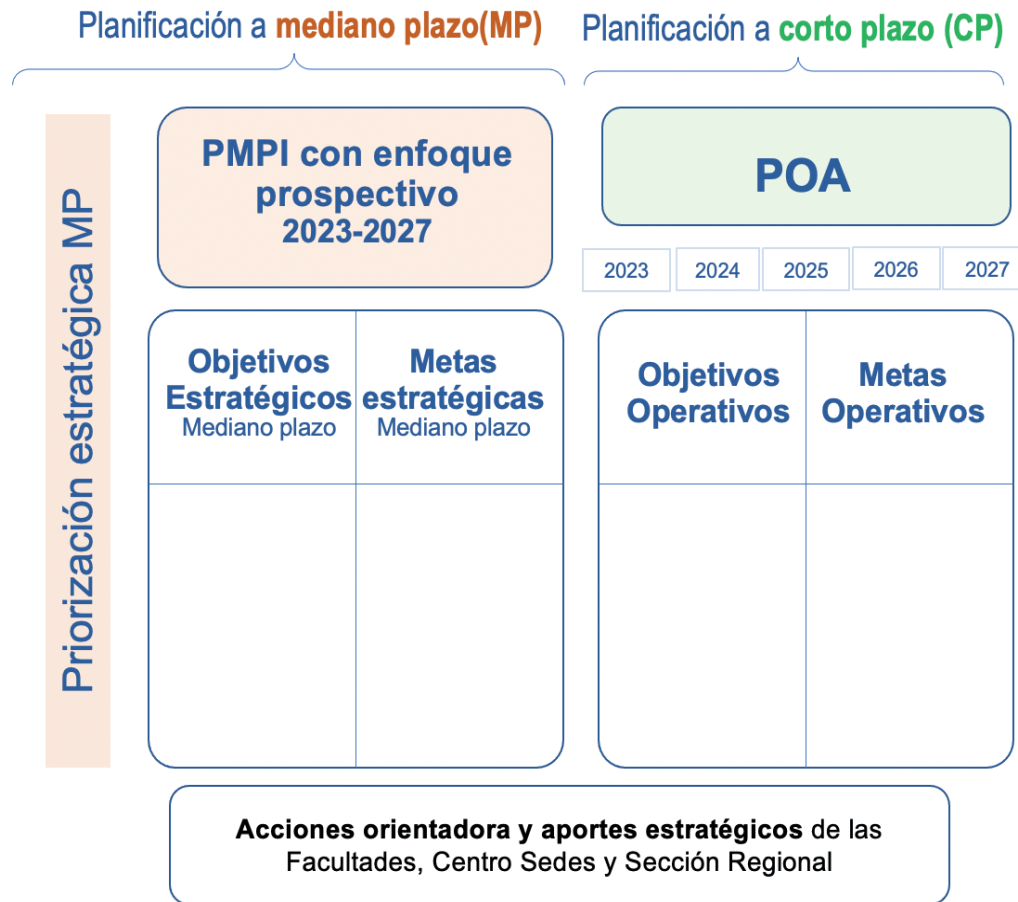 Planificación a mediano plazo(MP)
Planificación a corto plazo (CP)
Priorización estratégica MP
PMPI con enfoque
prospectivo
2023-2027
POA
2023 2024 2025 2026 2027
Objetivos
Estratégicos
Mediano plazo
Metas
estratégicas
Mediano plazo
Objetivos
Operativos
Metas
Operativos
Acciones orientadora y aportes estratégicos de las
Facultades, Centro Sedes y Sección Regional